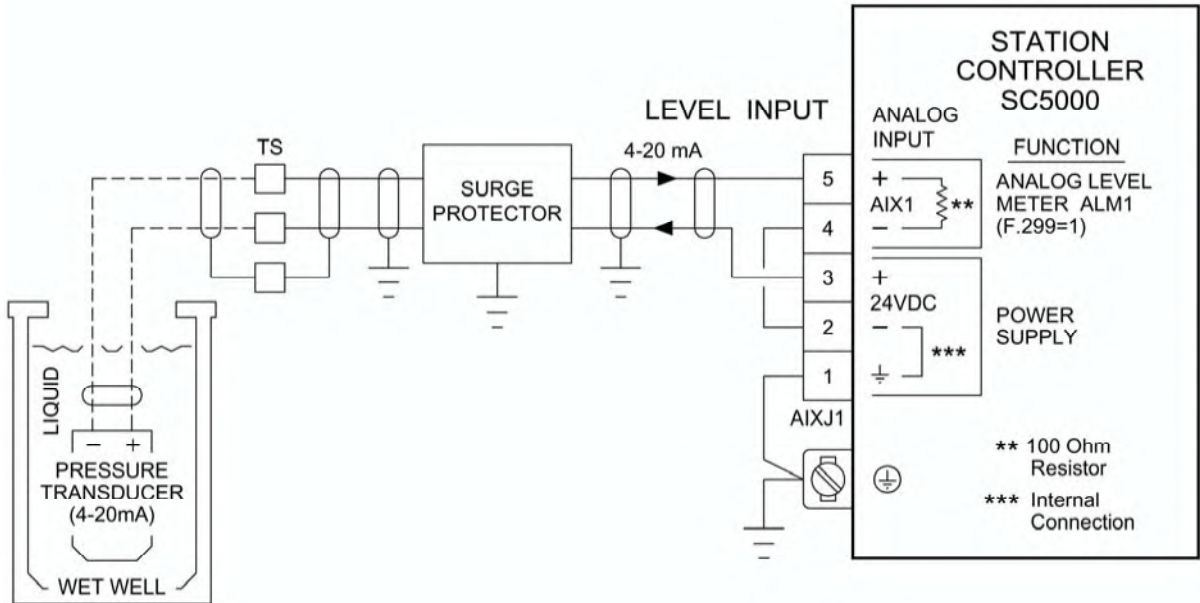 STATION
CONTROLLER
SC5000
LEVEL INPUT
ANALOG
INPUT
FUNCTION
TS
4-20 mA
SURGE
PROTECTOR
5
+
AIX1
**
ANALOG LEVEL
METER ALM1
(F.299=1)
4
−
3
+
24VDC
2
−
***
POWER
SUPPLY
1
AIXJ1
LIQUID
− +
PRESSURE
TRANSDUCER
(4-20mA)
WET WELL
** 100 Ohm
Resistor
*** Internal
Connection